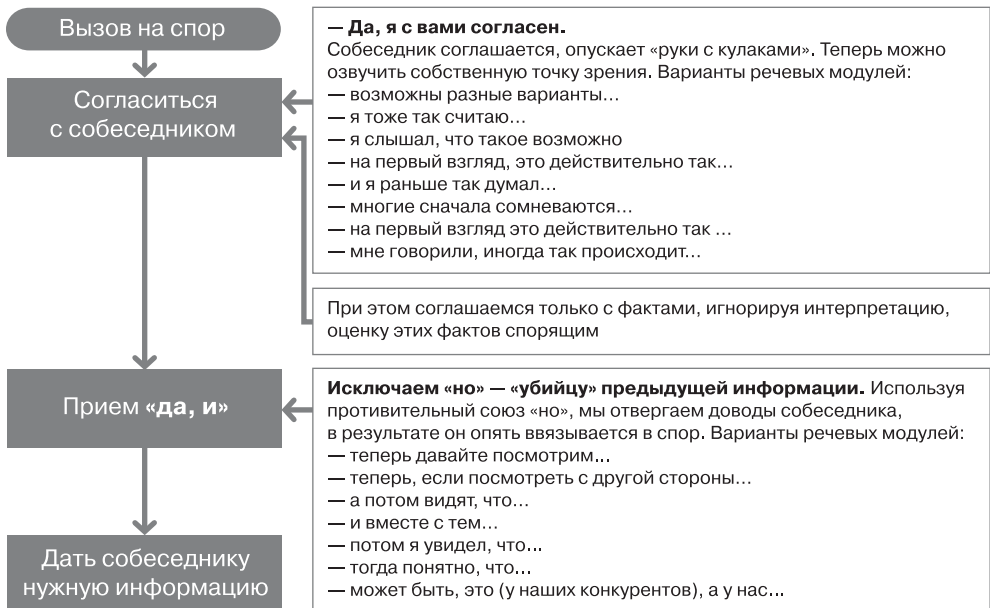 Вызов на спор
Согласиться
с собеседником
— Да, я с вами согласен.
Собеседник соглашается, опускает «руки с кулаками». Теперь можно
озвучить собственную точку зрения. Варианты речевых модулей:
— возможны разные варианты...
— я тоже так считаю...
— я слышал, что такое возможно
— на первый взгляд, это действительно так...
— и я раньше так думал...
— многие сначала сомневаются...
— на первый взгляд это действительно так ...
— мне говорили, иногда так происходит...
При этом соглашаемся только с фактами, игнорируя интерпретацию,
оценку этих фактов спорящим
Прием «да, и»
Исключаем «но» — «убийцу» предыдущей информации. Используя
противительный союз «но», мы отвергаем доводы собеседника,
в результате он опять ввязывается в спор. Варианты речевых модулей:
— теперь давайте посмотрим...
— теперь, если посмотреть с другой стороны...
— а потом видят, что...
— и вместе с тем...
— потом я увидел, что...
— тогда понятно, что...
— может быть, это (у наших конкурентов), а у нас...
Дать собеседнику
нужную информацию